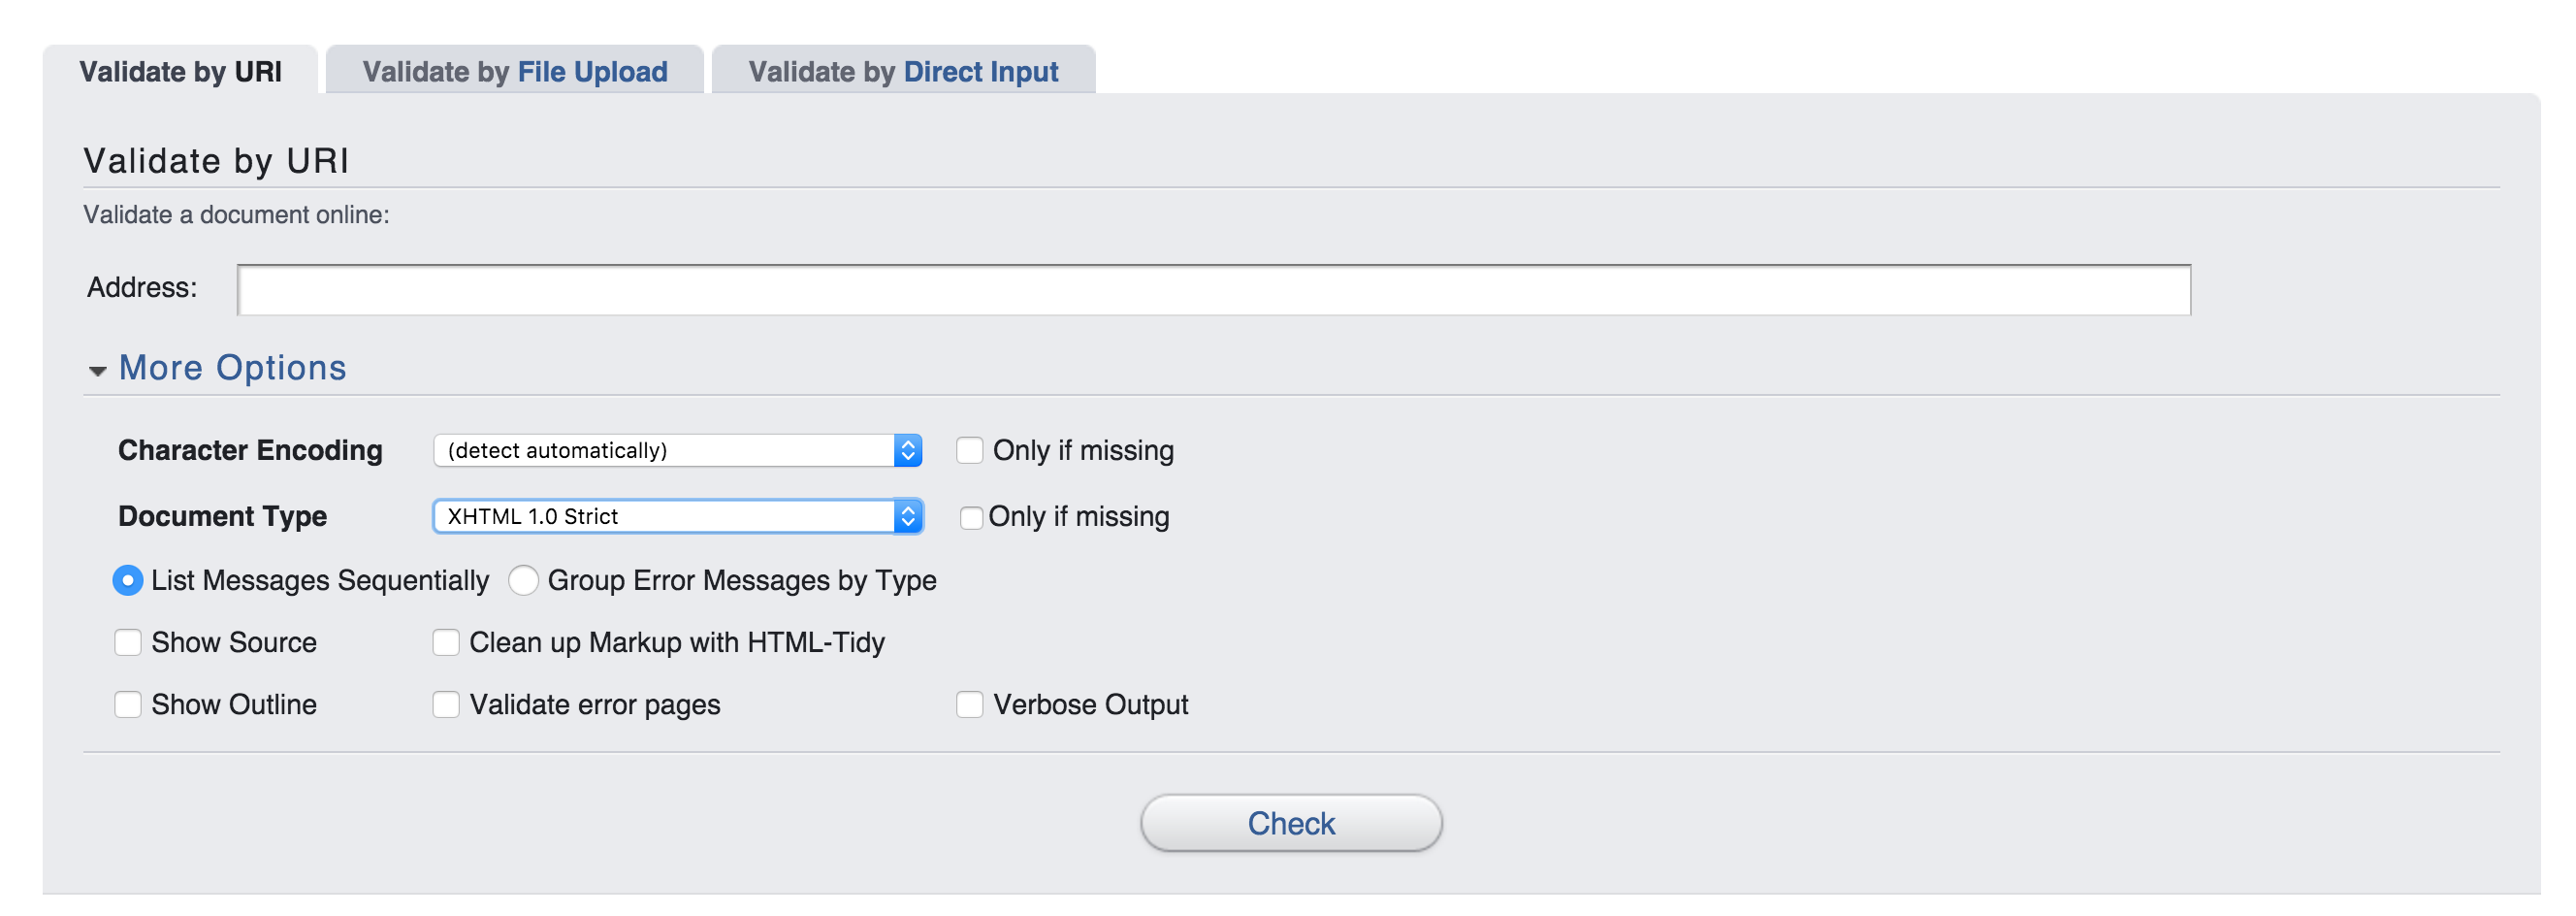 Validate by URI Validate by File Upload Validate by Direct Input
Validate by URI
Validate a document online:
Address:
More Options
Character Encoding (detect automatically) Only if missing
Document Type XHTML 1.0 Strict Only if missing
List Messages Sequentially Group Error Messages by Type
Show Source Clean up Markup with HTML-Tidy
Show Outline Validate error pages Verbose Output
Check